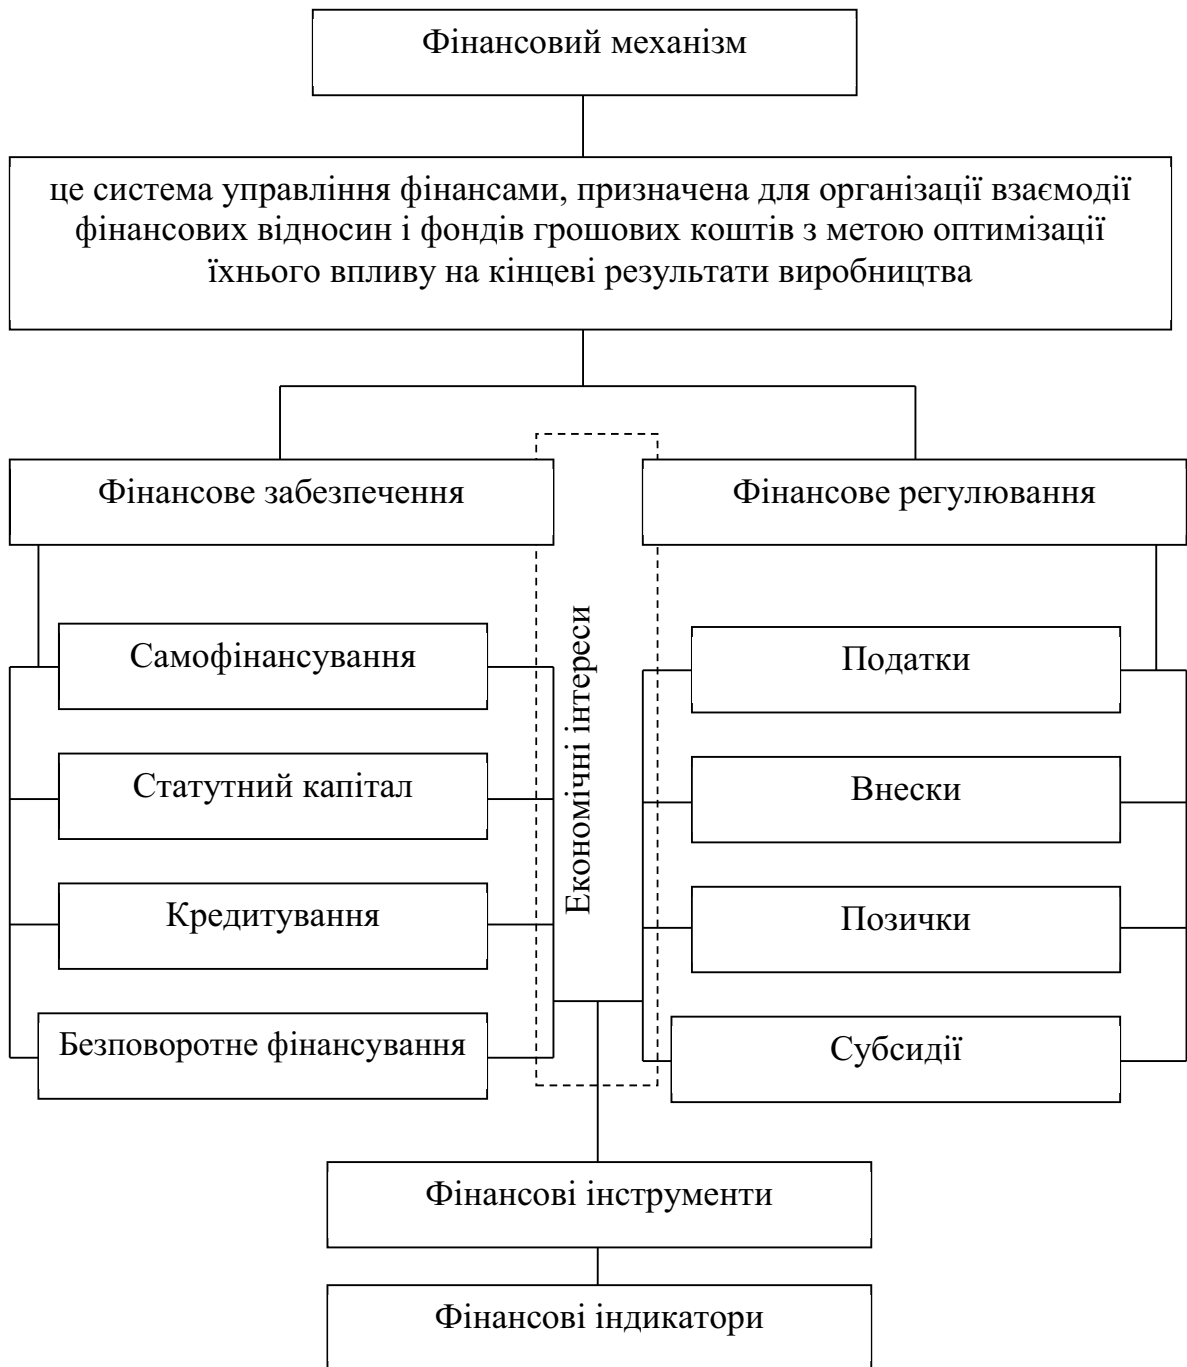 Фінансовий механізм
це система управління фінансами, призначена для організації взаємодії
фінансових відносин і фондів грошових коштів з метою оптимізації
їхнього впливу на кінцеві результати виробництва
Фінансове забезпечення
Самофінансування
Статутний капітал
Кредитування
Безповоротне фінансування
Економічні інтереси
Фінансове регулювання
Податки
Внески
Позички
Субсидії
Фінансові інструменти
Фінансові індикатори